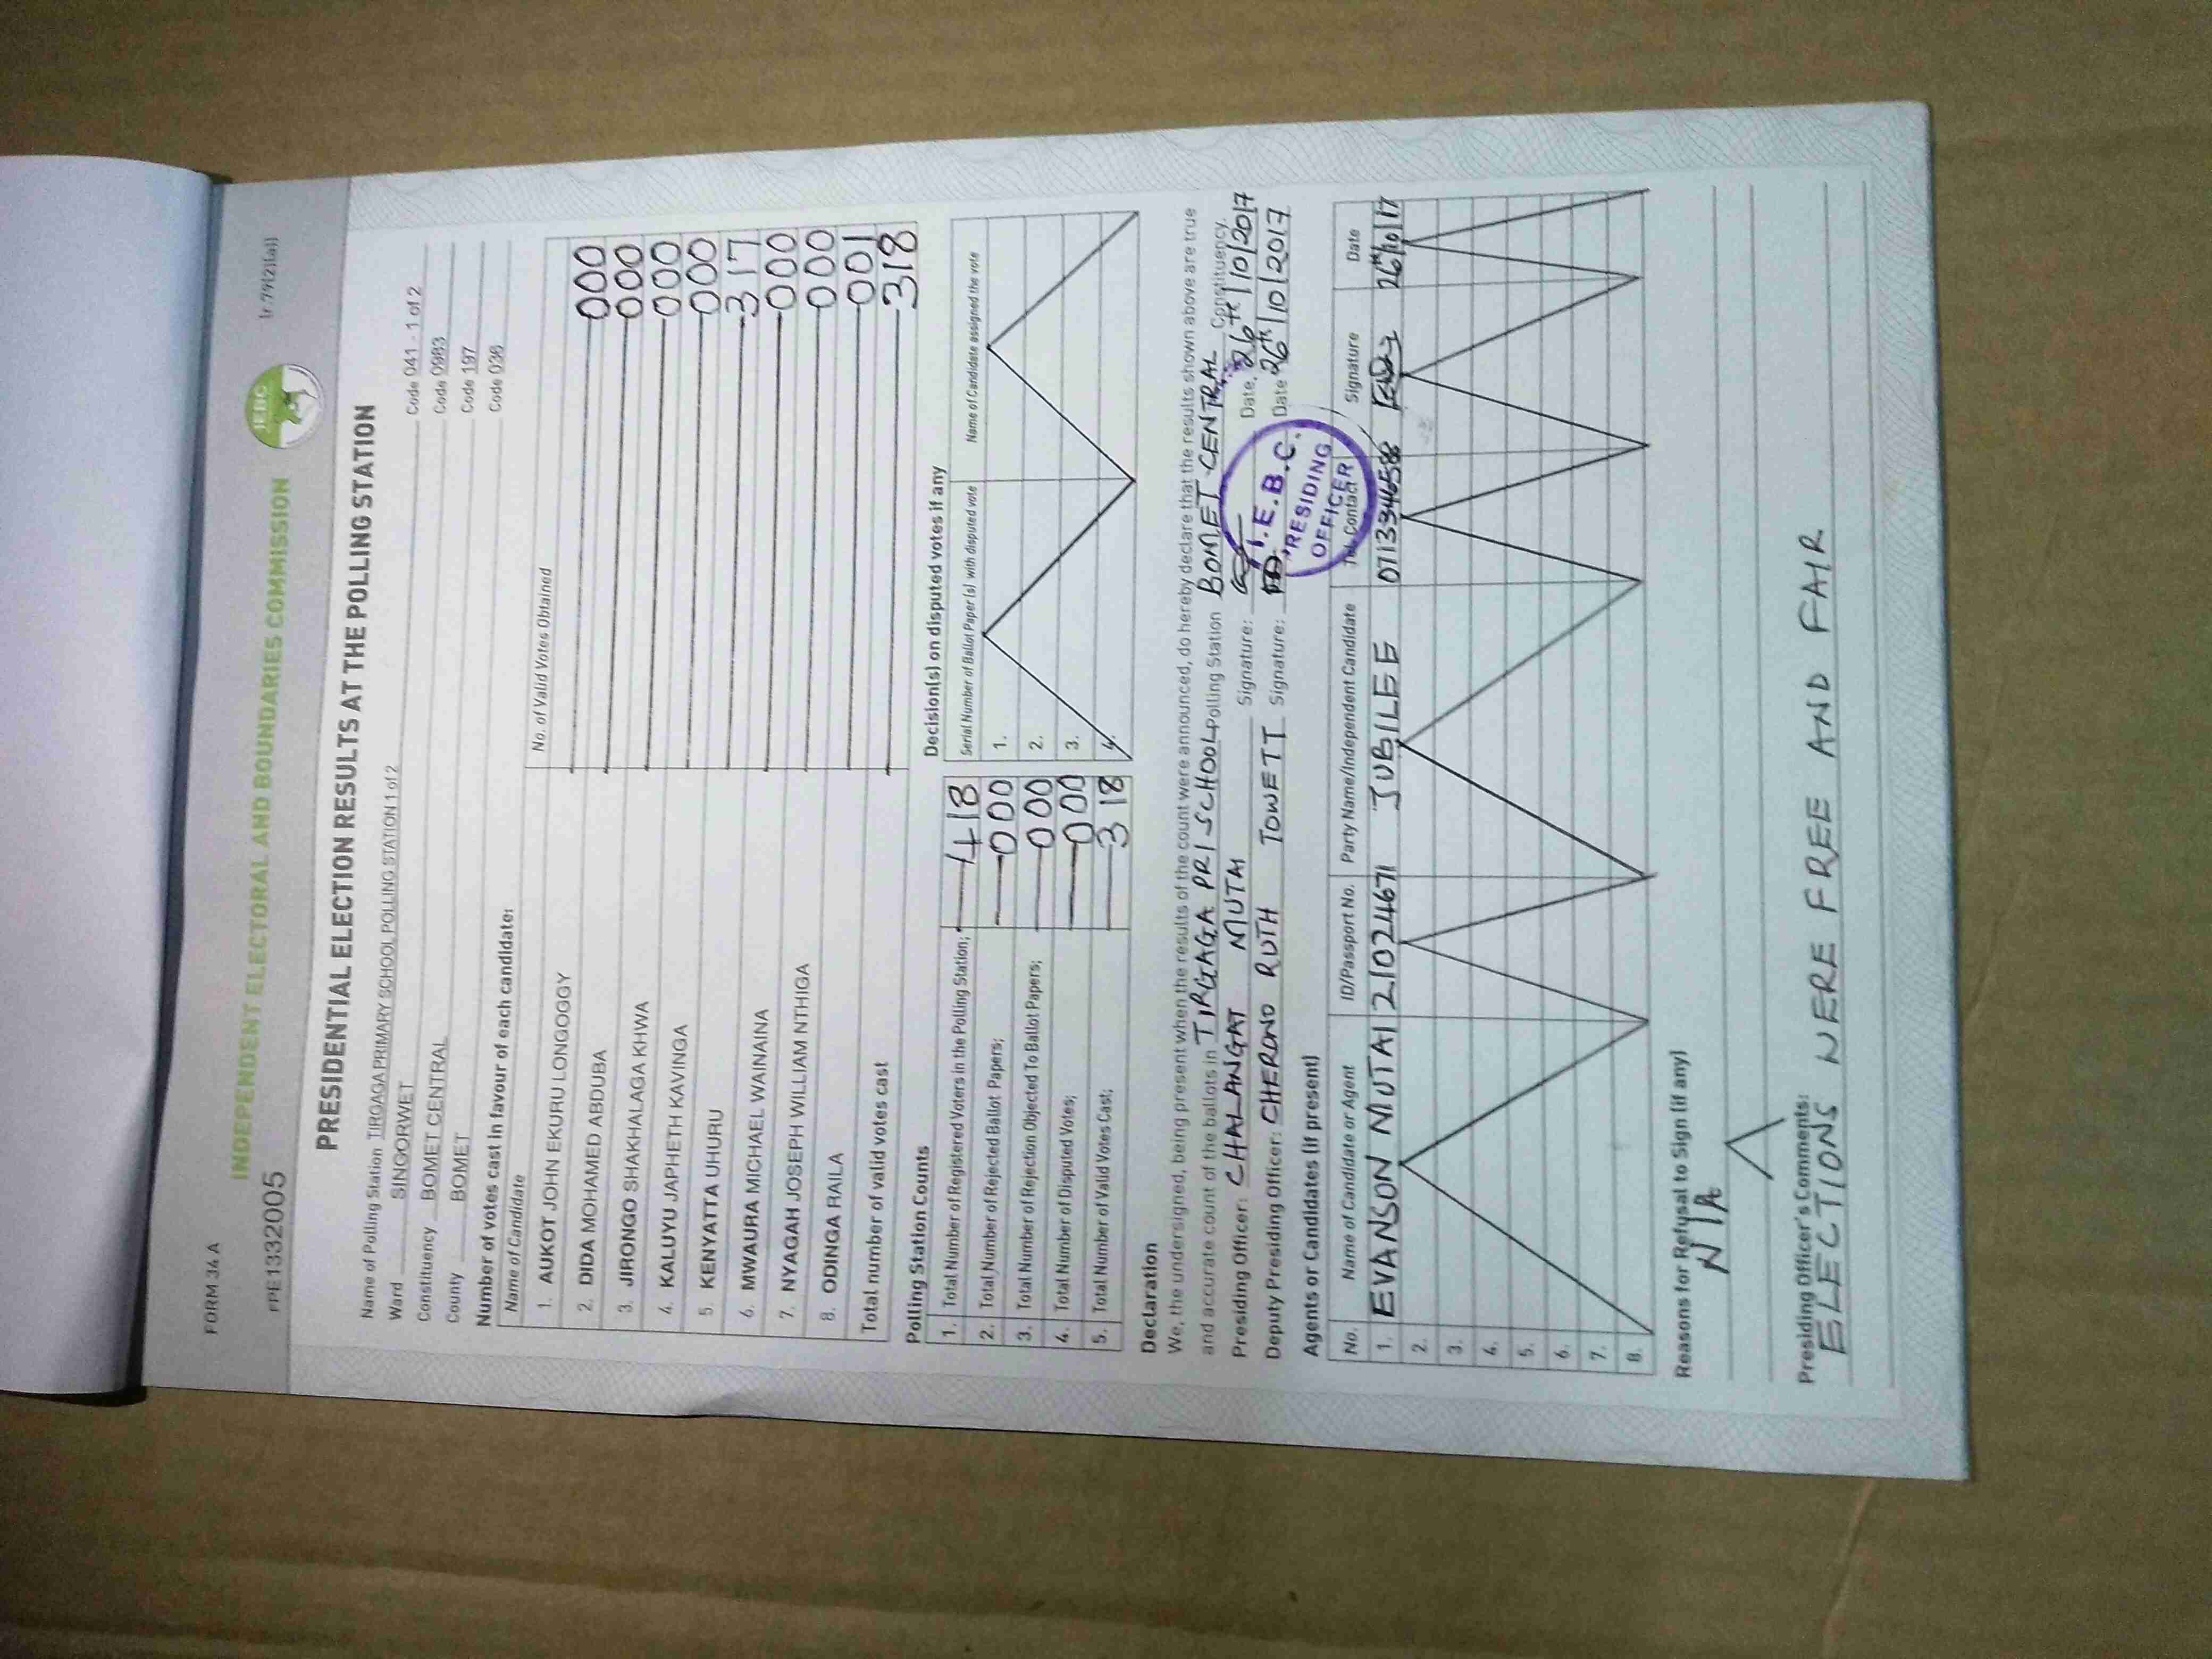 FORM 34 A
INDEPENDENT ELECTORAL AND BOUNDARIES COMMISSION
IEBC
(r.79(2)(a))
FPE1332005
PRESIDENTIAL ELECTION RESULTS AT THE POLLING STATION
Name of Polling Station TIRGAGA PRIMARY SCHOOL POLLING STATION 1 of 2 Code 041 - 1 of 2
Ward SINGORWET Code 0983
Constituency BOMET CENTRAL Code 197
County BOMET Code 036
Number of votes cast in favour of each candidate:
Name of Candidate No. of Valid Votes Obtained
1. AUKOT JOHN EKURU LONGOGGY 000
2. DIDA MOHAMED ABDUBA 000
3. JIRONGO SHAKHALAGA KHWA 000
4. KALUYU JAPHETH KAVINGA 000
5. KENYATTA UHURU 317
6. MWAURA MICHAEL WAINAINA 000
7. NYAGAH JOSEPH WILLIAM NTHIGA 000
8. ODINGA RAILA 001
Total number of valid votes cast 318
Polling Station Counts
1. Total Number of Registered Voters in the Polling Station; 418
2. Total Number of Rejected Ballot Papers; 000
3. Total Number of Rejection Objected To Ballot Papers; 000
4. Total Number of Disputed Votes; 000
5. Total Number of Valid Votes Cast; 318
Decision(s) on disputed votes if any
Serial Number of Ballot Paper (s) with disputed vote Name of Candidate assigned the vote
1.
2.
3.
4.
Declaration
We, the undersigned, being present when the results of the count were announced, do hereby declare that the results shown above are true
and accurate count of the ballots in TIRGAGA PRI SCHOOL Polling Station BOMET CENTRAL Constituency.
Presiding Officer: CHALANGAT MUTAI Signature: Date. 26th/10/2017
Deputy Presiding Officer: CHERONO RUTH TOWETT Signature: Date 26th/10/2017
I.E.B.C.
PRESIDING
OFFICER
Agents or Candidates (if present)
No. Name of Candidate or Agent ID/Passport No. Party Name/Independent Candidate Tel. Contact Signature Date
1. EVANSON MUTAI 21024671 JUBILEE 0713334658 26th/10/17
2.
3.
4.
5.
6.
7.
8.
Reasons for Refusal to Sign (if any)
N/A
Presiding Officer's Comments:
ELECTIONS WERE FREE AND FAIR